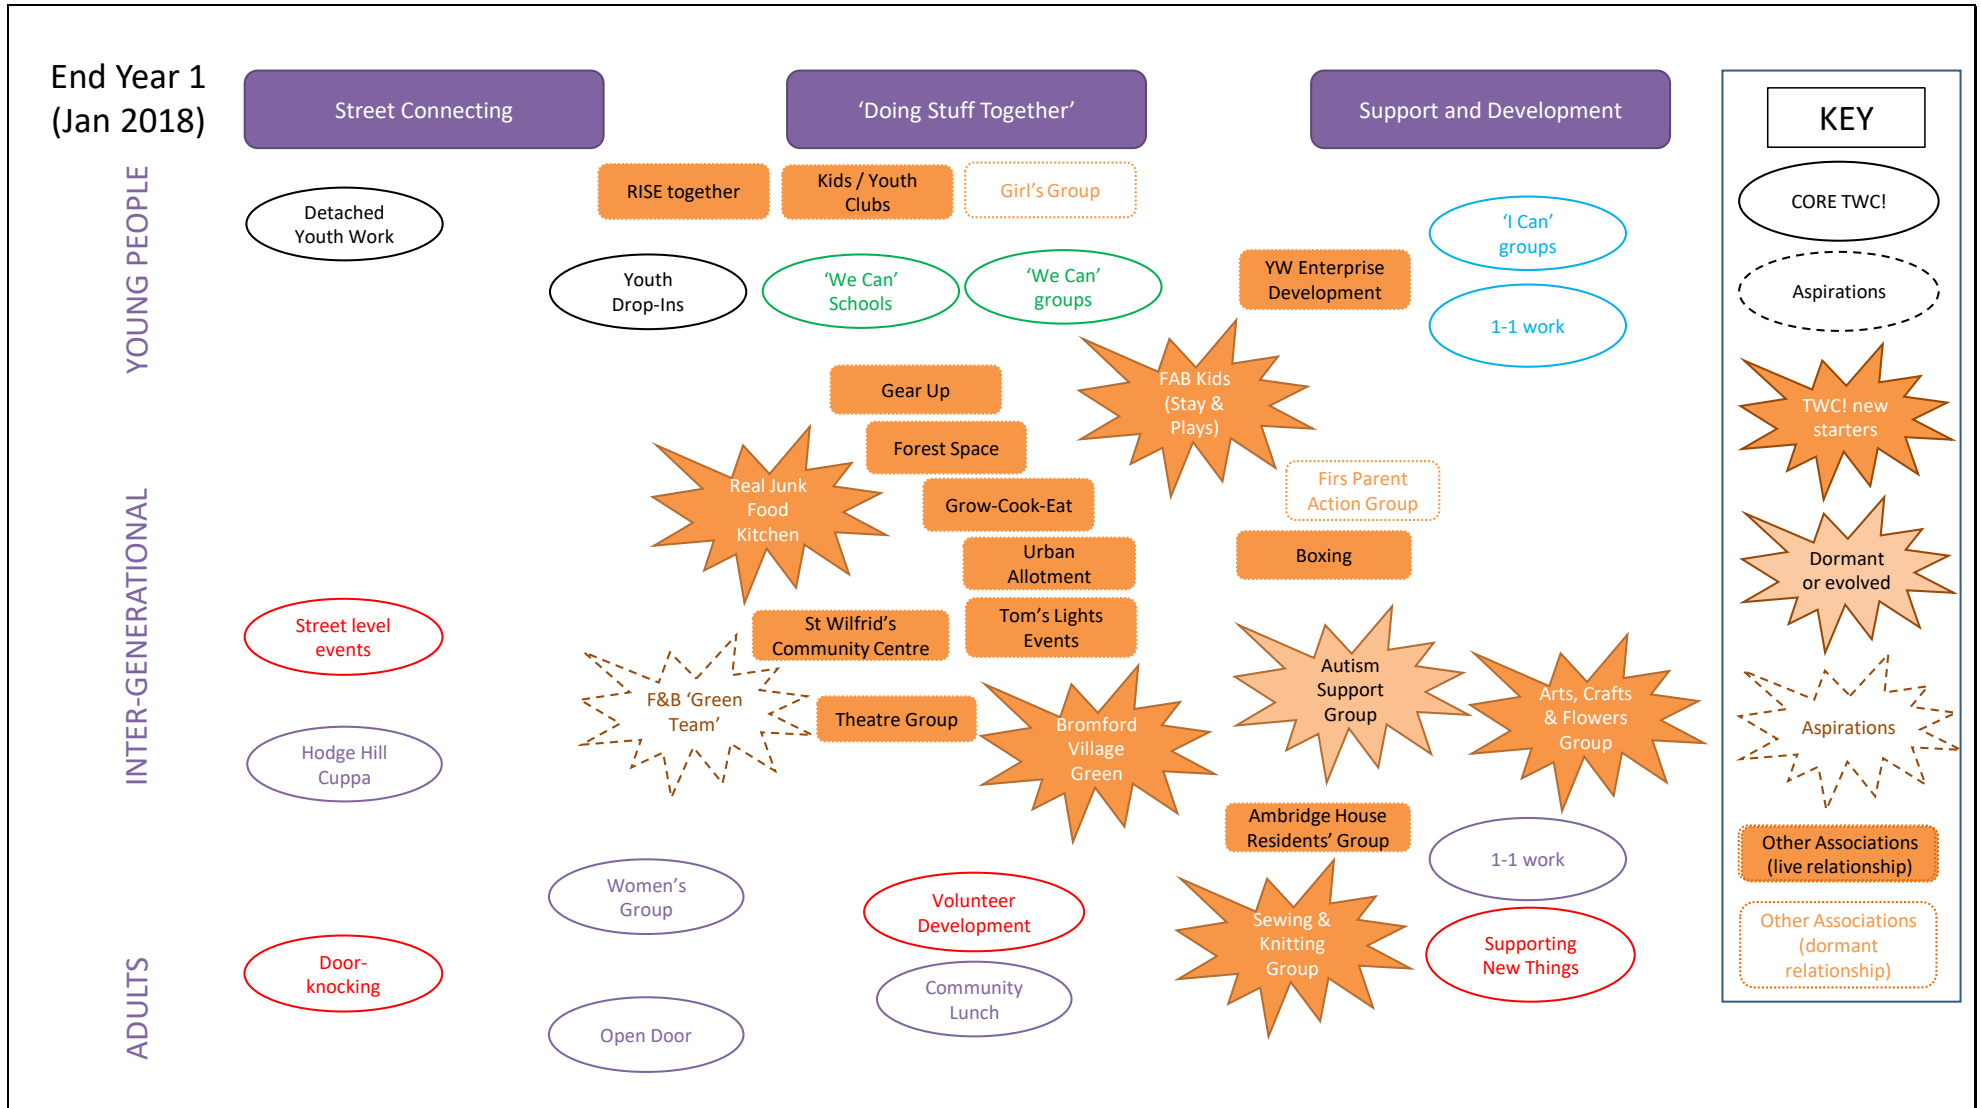 End Year 1
(Jan 2018)
Street Connecting
‘Doing Stuff Together’
Support and Development
KEY
YOUNG PEOPLE
INTER-GENERATIONAL
ADULTS
Detached
Youth Work
RISE together
Kids / Youth
Clubs
Girl’s Group
Youth
Drop-Ins
‘We Can’
Schools
‘We Can’
groups
YW Enterprise
Development
‘I Can’
groups
1-1 work
Gear Up
FAB Kids
(Stay &
Plays)
Forest Space
Real Junk
Food
Kitchen
Grow-Cook-Eat
Firs Parent
Action Group
Urban
Allotment
Boxing
Street level
events
St Wilfrid’s
Community Centre
Tom’s Lights
Events
F&B ‘Green
Team’
Theatre Group
Bromford
Village
Green
Autism
Support
Group
Arts, Crafts
& Flowers
Group
Hodge Hill
Cuppa
Ambridge House
Residents’ Group
1-1 work
Women’s
Group
Volunteer
Development
Sewing &
Knitting
Group
Supporting
New Things
Door-
knocking
Community
Lunch
Open Door
CORE TWC!
Aspirations
TWC! new
starters
Dormant
or evolved
Aspirations
Other Associations
(live relationship)
Other Associations
(dormant
relationship)